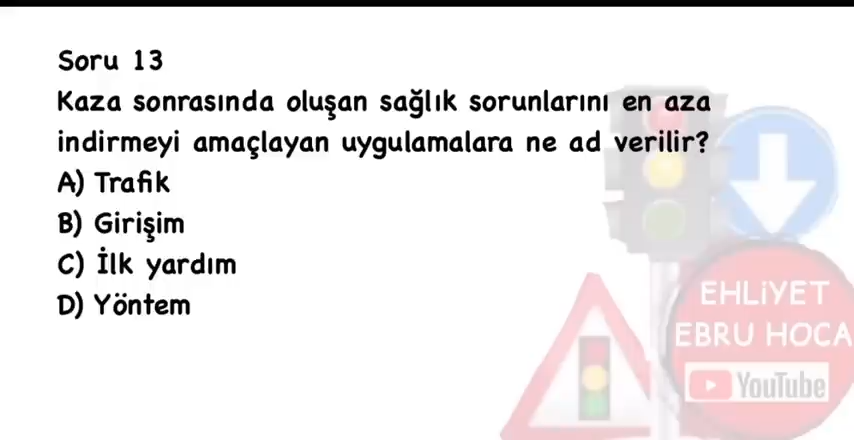 Soru 13
Kaza sonrasında oluşan sağlık sorunlarını en aza
indirmeyi amaçlayan uygulamalara ne ad verilir?
A) Trafik
B) Girişim
C) İlk yardım
D) Yöntem
EHLİYET
EBRU HOCA
YouTube